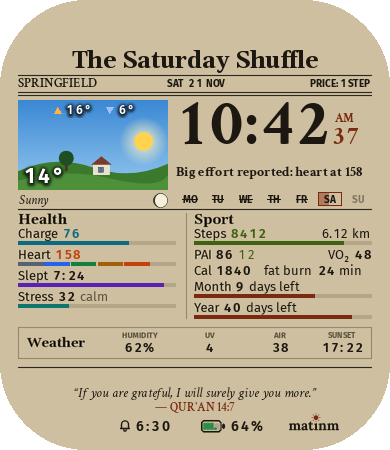 The Saturday Shuffle
SPRINGFIELD SAT 21 NOV PRICE: 1 STEP
▲ 16° ▼ 6°
14°
10:42 AM 37
Big effort reported: heart at 158
Sunny MO TU WE TH FR SA SU
Health
Charge 76
Heart 158
Slept 7:24
Stress 32 calm
Sport
Steps 8412 6.12 km
PAI 86 12 VO₂ 48
Cal 1840 fat burn 24 min
Month 9 days left
Year 40 days left
Weather
HUMIDITY UV AIR SUNSET
62% 4 38 17:22
“If you are grateful, I will surely give you more.”
— QUR'AN 14:7
6:30 64% matinm